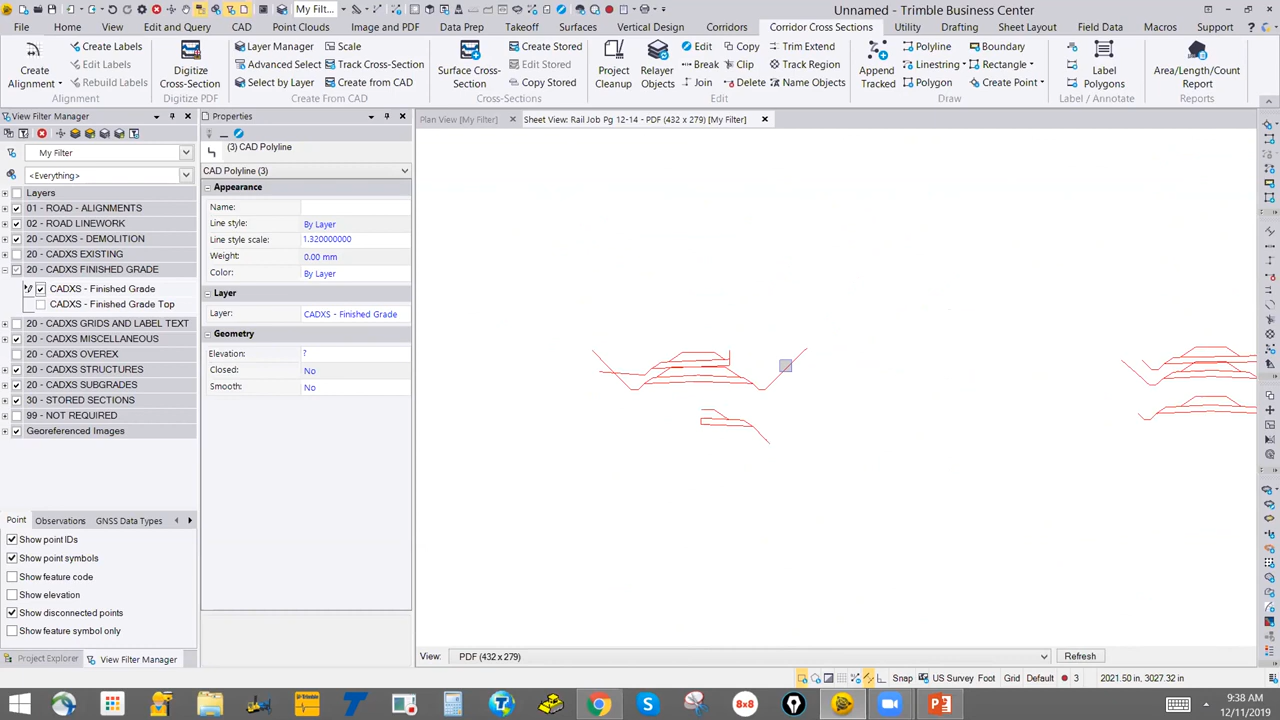 My Filter
Unnamed - Trimble Business Center
File
Home
View
Edit and Query
CAD
Point Clouds
Image and PDF
Data Prep
Surfaces
Vertical Design
Corridor Cross Sections
Utility
Drafting
Sheet Layout
Field Data
Macros
Support
Create Alignment
Create Labels
Edit Labels
Rebuild Labels
Alignment
Digitize Cross-Section
Digitize PDF
Layer Manager
Advanced Select
Select by Layer
Scale
Track Cross-Section
Create from CAD
Create From CAD
Surface Cross-Section
Create Stored
Edit Stored
Copy Stored
Cross-Sections
Project Cleanup
Relayer Objects
Edit
Break
Join
Copy
Clip
Delete
Trim Extend
Track Region
Name Objects
Edit
Append Tracked
Polyline
Linestring
Polygon
Boundary
Rectangle
Create Point
Draw
Label Polygons
Label / Annotate
Area/Length/Count Report
Reports
View Filter Manager
My Filter
<Everything>
Layers
01 - ROAD - ALIGNMENTS
02 - ROAD LINEWORK
20 - CADXS - DEMOLITION
20 - CADXS EXISTING
20 - CADXS FINISHED GRADE
CADXS - Finished Grade
CADXS - Finished Grade Top
20 - CADXS GRIDS AND LABEL TEXT
20 - CADXS MISCELLANEOUS
20 - CADXS OVEREX
20 - CADXS STRUCTURES
20 - CADXS SUBGRADES
30 - STORED SECTIONS
99 - NOT REQUIRED
Georeferenced Images
Point
Observations
GNSS Data Types
Show point IDs
Show point symbols
Show feature code
Show elevation
Show disconnected points
Show feature symbol only
Project Explorer
View Filter Manager
Properties
(3) CAD Polyline
CAD Polyline (3)
Appearance
Name:
Line style: By Layer
Line style scale: 1.320000000
Weight: 0.00 mm
Color: By Layer
Layer
Layer: CADXS - Finished Grade
Geometry
Elevation: ?
Closed: No
Smooth: No
Plan View [My Filter]
Sheet View: Rail Job Pg 12-14 - PDF (432 x 279) [My Filter]
View: PDF (432 x 279)
Refresh
Snap
US Survey Foot
Grid
Default
3
2021.50 in, 3027.32 in
8x8
9:38 AM
12/11/2019